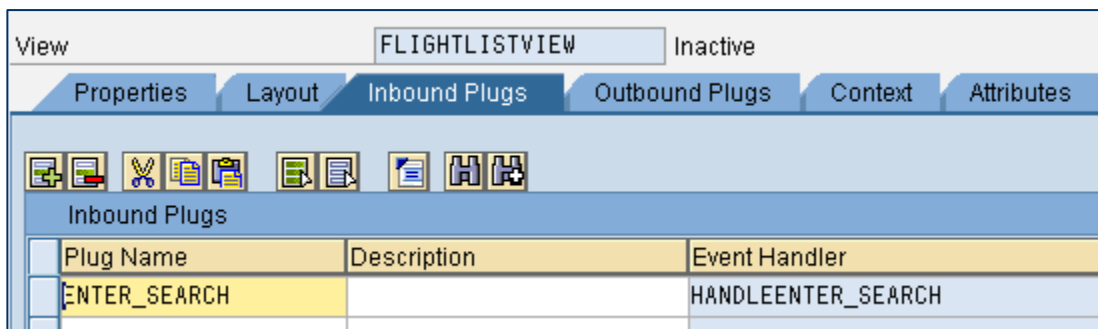 View FLIGHTLISTVIEW Inactive
Properties Layout Inbound Plugs Outbound Plugs Context Attributes
Inbound Plugs
Plug Name Description Event Handler
ENTER_SEARCH HANDLEENTER_SEARCH